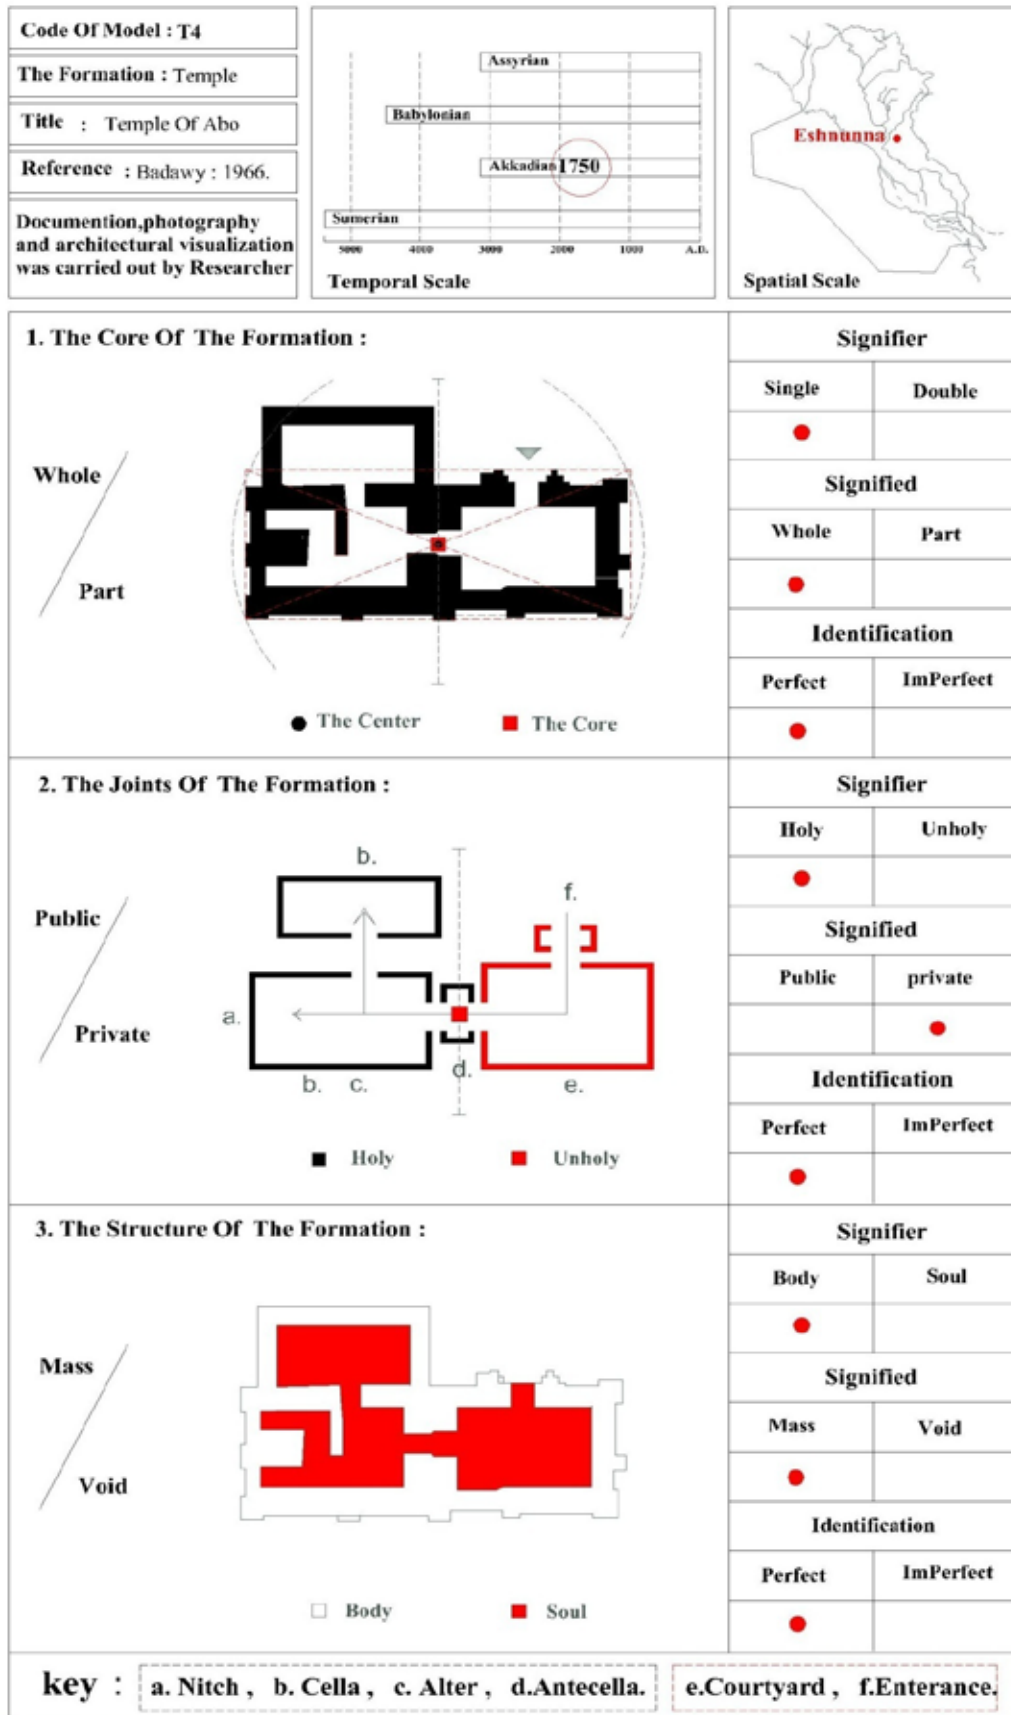 Code Of Model : T4
The Formation : Temple
Title : Temple Of Abo
Reference : Badawy : 1966.
Documention,photography
and architectural visualization
was carried out by Researcher
Assyrian
Babylonian
Akkadian 1750
Sumerian
5000 4000 3000 2000 1000 A.D.
Temporal Scale
Eshnunna
Spatial Scale
1. The Core Of The Formation :
Whole
Part
The Center The Core
Signifier
Single Double
Signified
Whole Part
Identification
Perfect ImPerfect
2. The Joints Of The Formation :
Public
Private
b.
f.
a.
b. c. d. e.
Holy Unholy
Signifier
Holy Unholy
Signified
Public private
Identification
Perfect ImPerfect
3. The Structure Of The Formation :
Mass
Void
Body Soul
Signifier
Body Soul
Signified
Mass Void
Identification
Perfect ImPerfect
key : a. Nitch , b. Cella , c. Alter , d.Antecella. e.Courtyard , f.Enterance.